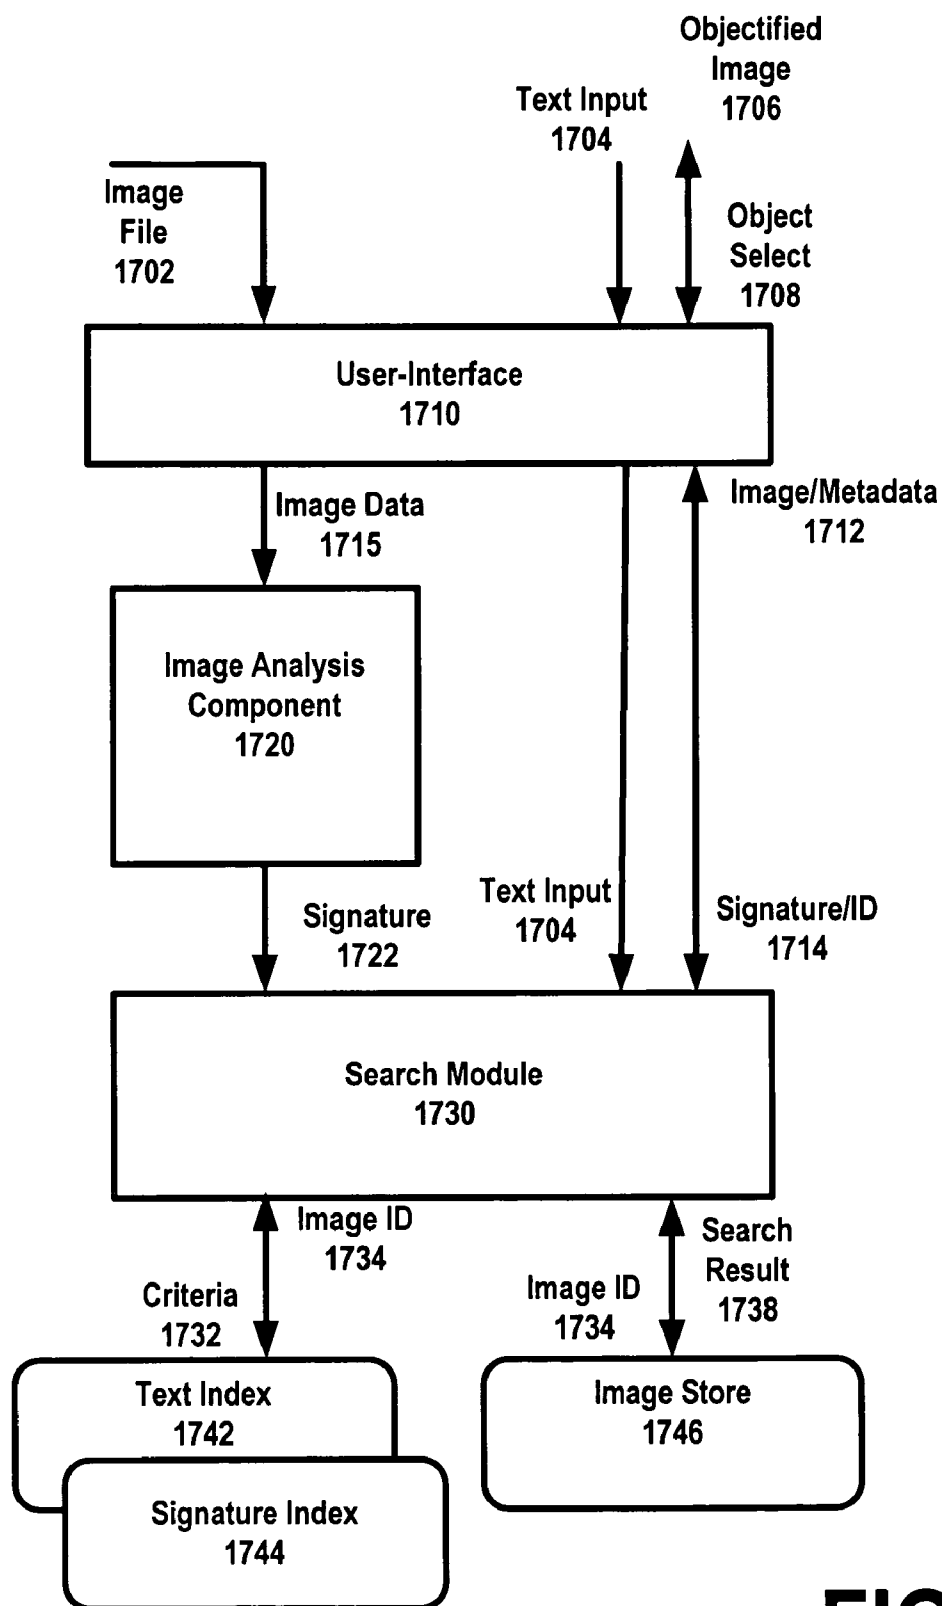 Objectified
Image
1706
Text Input
1704
Image
File
1702
Object
Select
1708
User-Interface
1710
Image Data
1715
Image/Metadata
1712
Image Analysis
Component
1720
Signature
1722
Text Input
1704
Signature/ID
1714
Search Module
1730
Image ID
1734
Criteria
1732
Search
Result
1738
Image ID
1734
Text Index
1742
Image Store
1746
Signature Index
1744